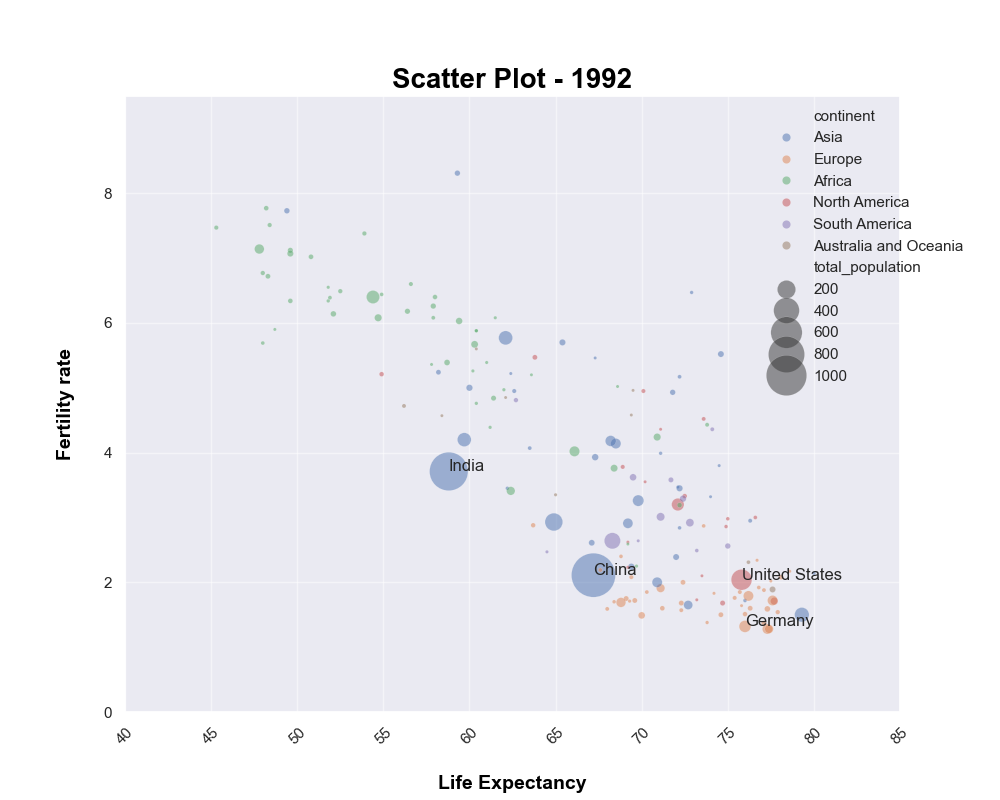 Scatter Plot - 1992
continent
Asia
Europe
Africa
North America
South America
Australia and Oceania
total_population
200
400
600
800
1000
8
6
4
2
0
Fertility rate
India
China
United States
Germany
40 45 50 55 60 65 70 75 80 85
Life Expectancy